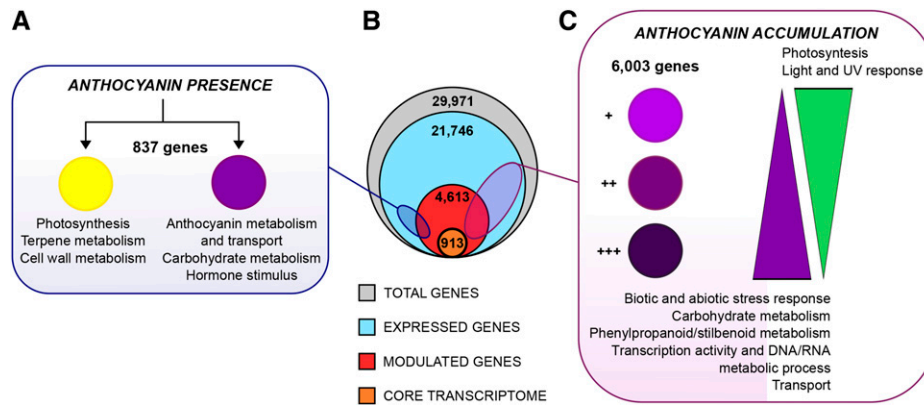 A
ANTHOCYANIN PRESENCE
837 genes
Photosynthesis
Terpene metabolism
Cell wall metabolism
Anthocyanin metabolism
and transport
Carbohydrate metabolism
Hormone stimulus
B
29,971
21,746
4,613
913
TOTAL GENES
EXPRESSED GENES
MODULATED GENES
CORE TRANSCRIPTOME
C
ANTHOCYANIN ACCUMULATION
6,003 genes
Photosyntesis
Light and UV response
+
++
+++
Biotic and abiotic stress response
Carbohydrate metabolism
Phenylpropanoid/stilbenoid metabolism
Transcription activity and DNA/RNA
metabolic process
Transport